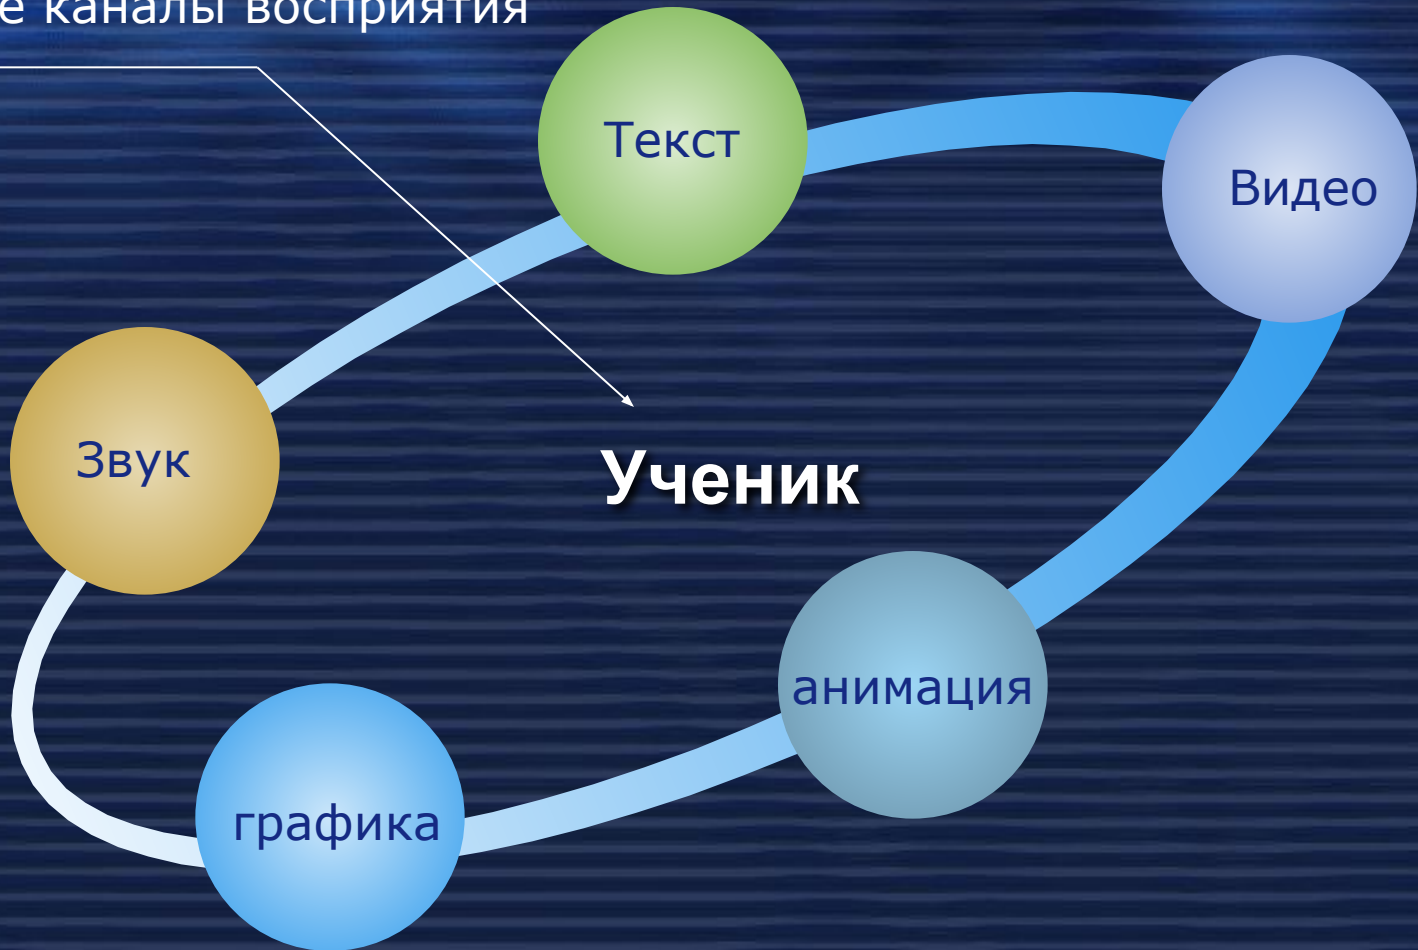 е каналы восприятия
Текст
Видео
Звук
Ученик
анимация
графика